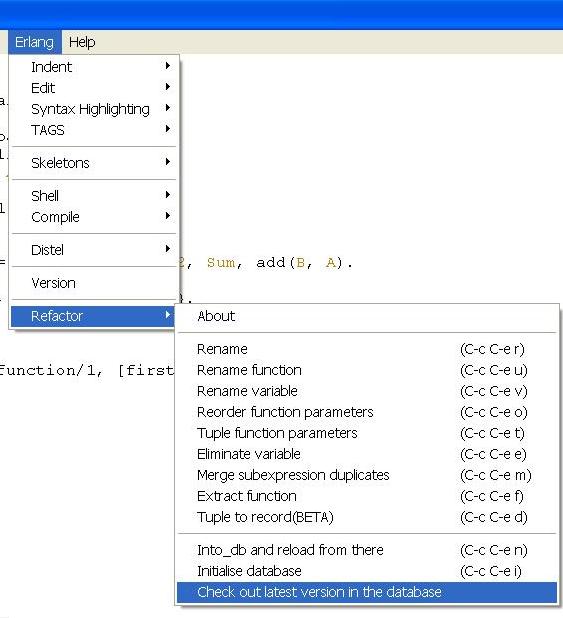 Erlang Help
Indent
Edit
Syntax Highlighting
TAGS
Skeletons
Shell
Compile
Distel
= 2, Sum, add(B, A).
Version
Refactor
About
function/1, [first
Rename (C-c C-e r)
Rename function (C-c C-e u)
Rename variable (C-c C-e v)
Reorder function parameters (C-c C-e o)
Tuple function parameters (C-c C-e t)
Eliminate variable (C-c C-e e)
Merge subexpression duplicates (C-c C-e m)
Extract function (C-c C-e f)
Tuple to record(BETA) (C-c C-e d)
Into_db and reload from there (C-c C-e n)
Initialise database (C-c C-e i)
Check out latest version in the database